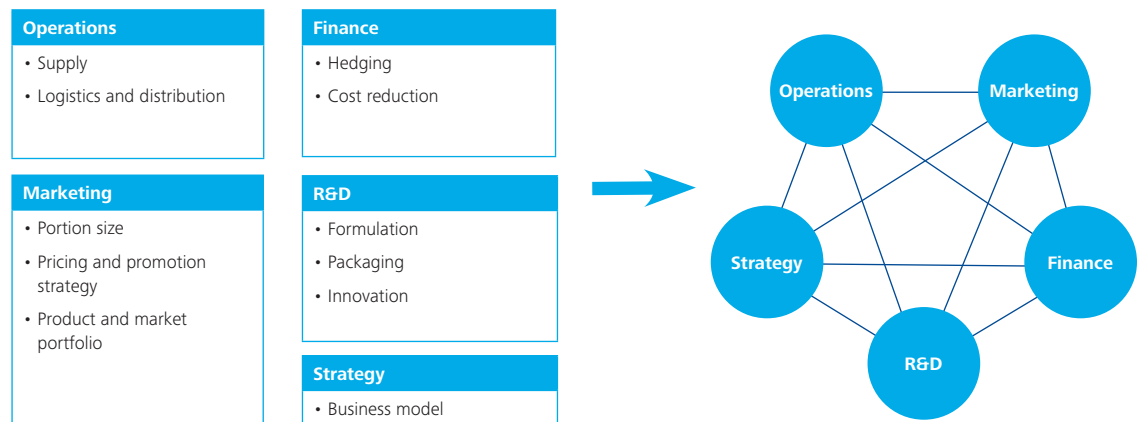 Operations
• Supply
• Logistics and distribution
Finance
• Hedging
• Cost reduction
Marketing
• Portion size
• Pricing and promotion
strategy
• Product and market
portfolio
R&D
• Formulation
• Packaging
• Innovation
Strategy
• Business model
Operations
Marketing
Strategy
Finance
R&D